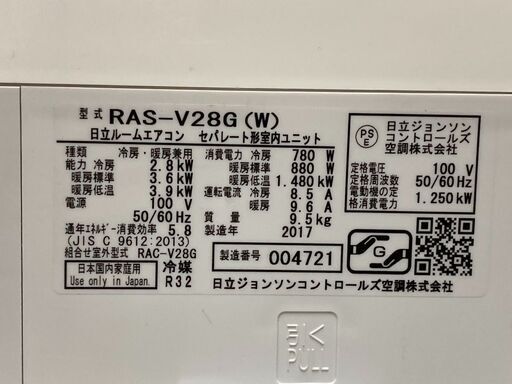 型式 RAS-V28G(W)
日立ルームエアコン セパレート形室内ユニット
種類 冷房・暖房兼用
能力 冷房 2.8kW
暖房標準 3.6kW
暖房低温 3.9kW
電源 100 V
50/60Hz
通年エネルギー消費効率 5.8
(JIS C 9612:2013)
組合せ室外型式 RAC-V28G
日本国内家庭用
Use only in Japan.
冷媒
R32
消費電力 冷房 780 W
暖房標準 880 W
暖房低温 1.480kW
運転電流 冷房 8.5 A
暖房 9.6 A
質量 9.5kg
製造年 2017
製造番号 004721
PS
E
日立ジョンソン
コントロールズ
空調株式会社
定格電圧 100 V
定格周波数 50/60Hz
電動機の定
格消費電力 1.250kW
G
日立ジョンソンコントロールズ空調株式会社
引く
PULL